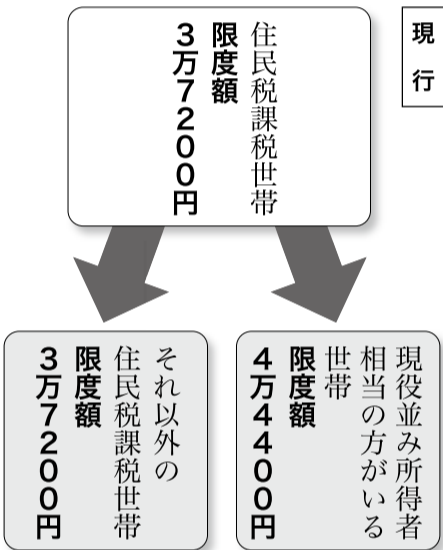 現行
住民税課税世帯
限度額
3万7200円
現役並み所得者
相当の方がいる
世帯
限度額
4万4400円
それ以外の
住民税課税世帯
限度額
3万7200円